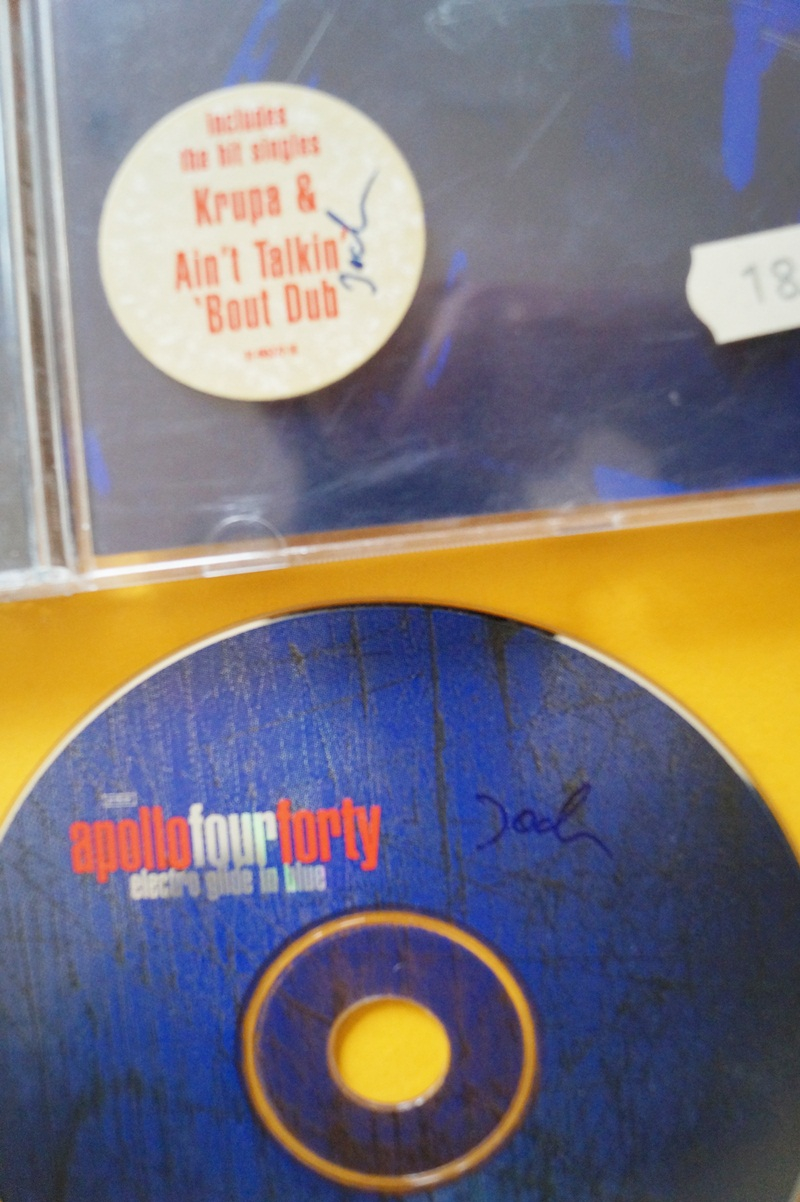 includes
the hit singles
Krupa &
Ain't Talkin'
'Bout Dub
18
apollofourforty
electro glide in blue